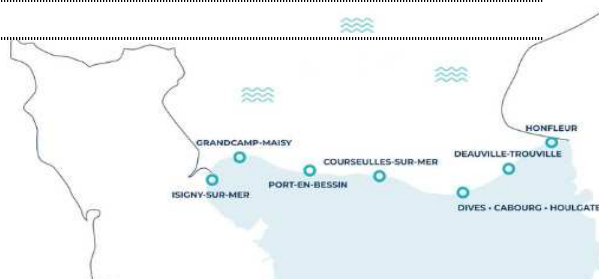 HONFLEUR
GRANDCAMP-MAISY
DEAUVILLE-TROUVILLE
COURSEULLES-SUR-MER
PORT-EN-BESSIN
ISIGNY-SUR-MER
DIVES • CABOURG • HOULGATE